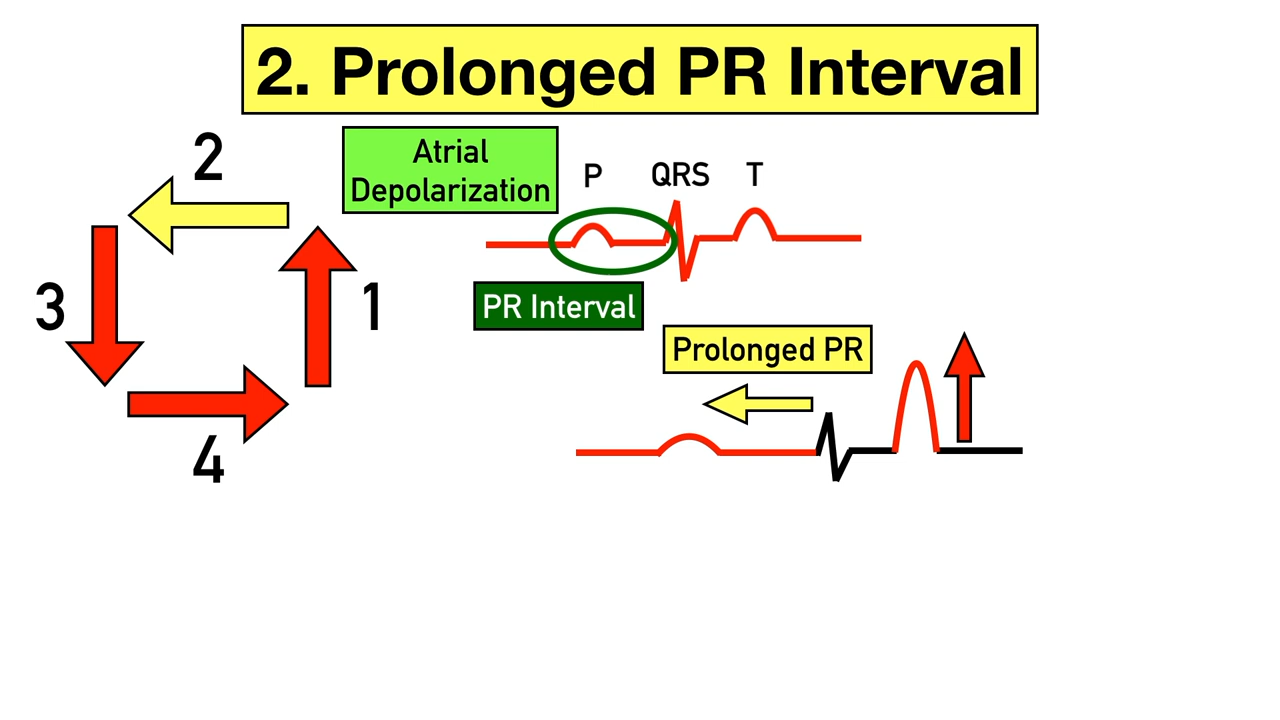 2. Prolonged PR Interval
2
Atrial
Depolarization
P
QRS
T
3
1
PR Interval
Prolonged PR
4